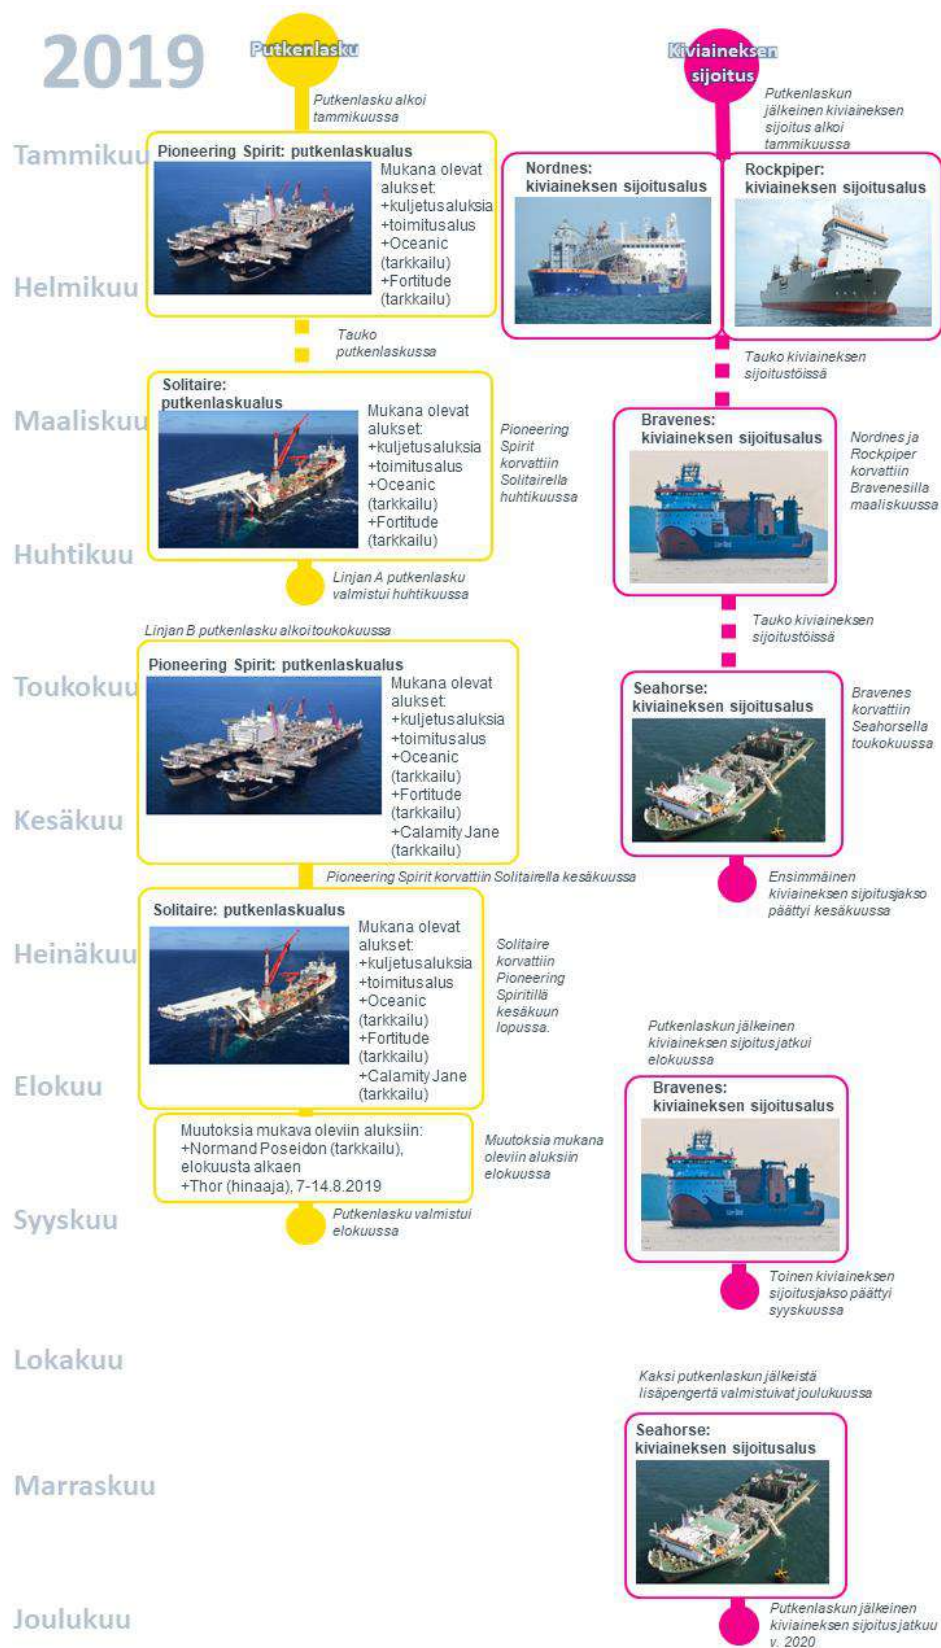 2019
Putkenlasku
Kiviaineksen
sijoitus
Putkenlasku alkoi
tammikuussa
Putkenlaskun
jälkeinen kiviaineksen
sijoitus alkoi
tammikuussa
Tammikuu
Pioneering Spirit: putkenlaskualus
Mukana olevat
alukset:
+kuljetusaluksia
+toimitusalus
+Oceanic
(tarkkailu)
+Fortitude
(tarkkailu)
Nordnes:
kiviaineksen sijoitusalus
Rockpiper:
kiviaineksen sijoitusalus
Helmikuu
Tauko
putkenlaskussa
Tauko kiviaineksen
sijoitustöissä
Maaliskuu
Solitaire:
putkenlaskualus
Mukana olevat
alukset:
+kuljetusaluksia
+toimitusalus
+Oceanic
(tarkkailu)
+Fortitude
(tarkkailu)
Pioneering
Spirit
korvattiin
Solitairella
huhtikuussa
Bravenes:
kiviaineksen sijoitusalus
Nordnes ja
Rockpiper
korvattiin
Bravenesilla
maaliskuussa
Huhtikuu
Linjan A putkenlasku
valmistui huhtikuussa
Tauko kiviaineksen
sijoitustöissä
Linjan B putkenlasku alkoi toukokuussa
Toukokuu
Pioneering Spirit: putkenlaskualus
Mukana olevat
alukset:
+kuljetusaluksia
+toimitusalus
+Oceanic
(tarkkailu)
+Fortitude
(tarkkailu)
+Calamity Jane
(tarkkailu)
Seahorse:
kiviaineksen sijoitusalus
Bravenes
korvattiin
Seahorsella
toukokuussa
Kesäkuu
Pioneering Spirit korvattiin Solitairella kesäkuussa
Ensimmäinen
kiviaineksen sijoitusjakso
päättyi kesäkuussa
Heinäkuu
Solitaire: putkenlaskualus
Mukana olevat
alukset:
+kuljetusaluksia
+toimitusalus
+Oceanic
(tarkkailu)
+Fortitude
(tarkkailu)
+Calamity Jane
(tarkkailu)
Solitaire
korvattiin
Pioneering
Spiritillä
kesäkuun
lopussa.
Putkenlaskun jälkeinen
kiviaineksen sijoitus jatkui
elokuussa
Elokuu
Bravenes:
kiviaineksen sijoitusalus
Muutoksia mukava oleviin aluksiin:
+Normand Poseidon (tarkkailu),
elokuusta alkaen
+Thor (hinaaja), 7-14.8.2019
Muutoksia mukana
oleviin aluksiin
elokuussa
Syyskuu
Putkenlasku valmistui
elokuussa
Toinen kiviaineksen
sijoitusjakso päättyi
syyskuussa
Lokakuu
Kaksi putkenlaskun jälkeistä
lisäpengertä valmistuivat joulukuussa
Seahorse:
kiviaineksen sijoitusalus
Marraskuu
Joulukuu
Putkenlaskun jälkeinen
kiviaineksen sijoitus jatkuu
v. 2020